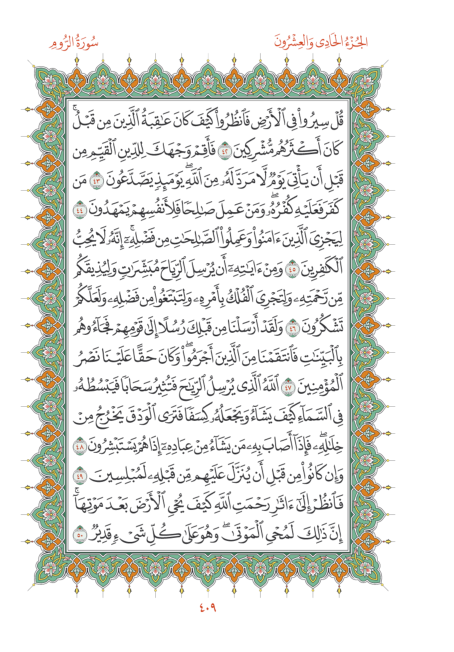 الجُزْءُ الحَادِى وَالعِشْرُونَ
سُورَةُ الرُّومِ
قُلۡ سِيرُواْ فِي ٱلۡأَرۡضِ فَٱنظُرُواْ كَيۡفَ كَانَ عَٰقِبَةُ ٱلَّذِينَ مِن قَبۡلُۚ
كَانَ أَكۡثَرُهُم مُّشۡرِكِينَ ٤٢ فَأَقِمۡ وَجۡهَكَ لِلدِّينِ ٱلۡقَيِّمِ مِن
قَبۡلِ أَن يَأۡتِيَ يَوۡمٞ لَّا مَرَدَّ لَهُۥ مِنَ ٱللَّهِۖ يَوۡمَئِذٖ يَصَّدَّعُونَ ٤٣ مَن
كَفَرَ فَعَلَيۡهِ كُفۡرُهُۥۖ وَمَنۡ عَمِلَ صَٰلِحٗا فَلِأَنفُسِهِمۡ يَمۡهَدُونَ ٤٤
لِيَجۡزِيَ ٱلَّذِينَ ءَامَنُواْ وَعَمِلُواْ ٱلصَّٰلِحَٰتِ مِن فَضۡلِهِۦٓۚ إِنَّهُۥ لَا يُحِبُّ
ٱلۡكَٰفِرِينَ ٤٥ وَمِنۡ ءَايَٰتِهِۦٓ أَن يُرۡسِلَ ٱلرِّيَاحَ مُبَشِّرَٰتٖ وَلِيُذِيقَكُم
مِّن رَّحۡمَتِهِۦ وَلِتَجۡرِيَ ٱلۡفُلۡكُ بِأَمۡرِهِۦ وَلِتَبۡتَغُواْ مِن فَضۡلِهِۦ وَلَعَلَّكُمۡ
تَشۡكُرُونَ ٤٦ وَلَقَدۡ أَرۡسَلۡنَا مِن قَبۡلِكَ رُسُلًا إِلَىٰ قَوۡمِهِمۡ فَجَآءُوهُم
بِٱلۡبَيِّنَٰتِ فَٱنتَقَمۡنَا مِنَ ٱلَّذِينَ أَجۡرَمُواْۖ وَكَانَ حَقًّا عَلَيۡنَا نَصۡرُ
ٱلۡمُؤۡمِنِينَ ٤٧ ٱللَّهُ ٱلَّذِي يُرۡسِلُ ٱلرِّيَٰحَ فَتُثِيرُ سَحَابٗا فَيَبۡسُطُهُۥ
فِي ٱلسَّمَآءِ كَيۡفَ يَشَآءُ وَيَجۡعَلُهُۥ كِسَفٗا فَتَرَى ٱلۡوَدۡقَ يَخۡرُجُ مِنۡ
خِلَٰلِهِۦۖ فَإِذَآ أَصَابَ بِهِۦ مَن يَشَآءُ مِنۡ عِبَادِهِۦٓ إِذَا هُمۡ يَسۡتَبۡشِرُونَ ٤٨
وَإِن كَانُواْ مِن قَبۡلِ أَن يُنَزَّلَ عَلَيۡهِم مِّن قَبۡلِهِۦ لَمُبۡلِسِينَ ٤٩
فَٱنظُرۡ إِلَىٰٓ ءَاثَٰرِ رَحۡمَتِ ٱللَّهِ كَيۡفَ يُحۡيِ ٱلۡأَرۡضَ بَعۡدَ مَوۡتِهَآۚ
إِنَّ ذَٰلِكَ لَمُحۡيِ ٱلۡمَوۡتَىٰۖ وَهُوَ عَلَىٰ كُلِّ شَيۡءٖ قَدِيرٞ ٥٠
٤٠٩